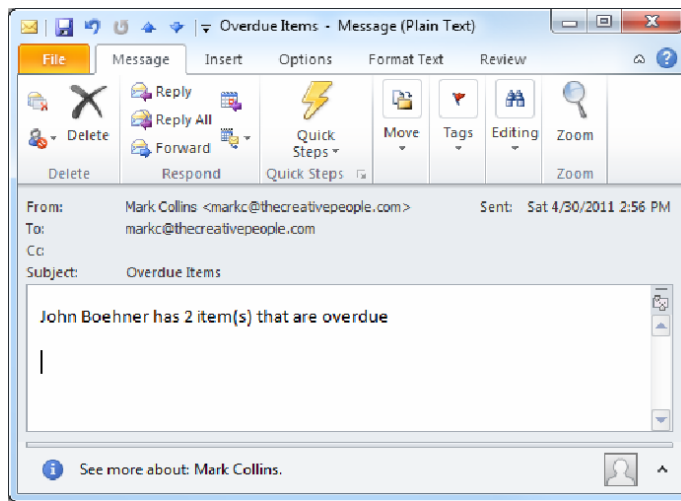 Overdue Items - Message (Plain Text)
File Message Insert Options Format Text Review
Delete
Reply
Reply All
Forward
Quick Steps
Move
Tags
Editing
Zoom
Delete Respond Quick Steps Zoom
From: Mark Collins <markc@thecreativepeople.com> Sent: Sat 4/30/2011 2:56 PM
To: markc@thecreativepeople.com
Cc
Subject: Overdue Items
John Boehner has 2 item(s) that are overdue
See more about: Mark Collins.